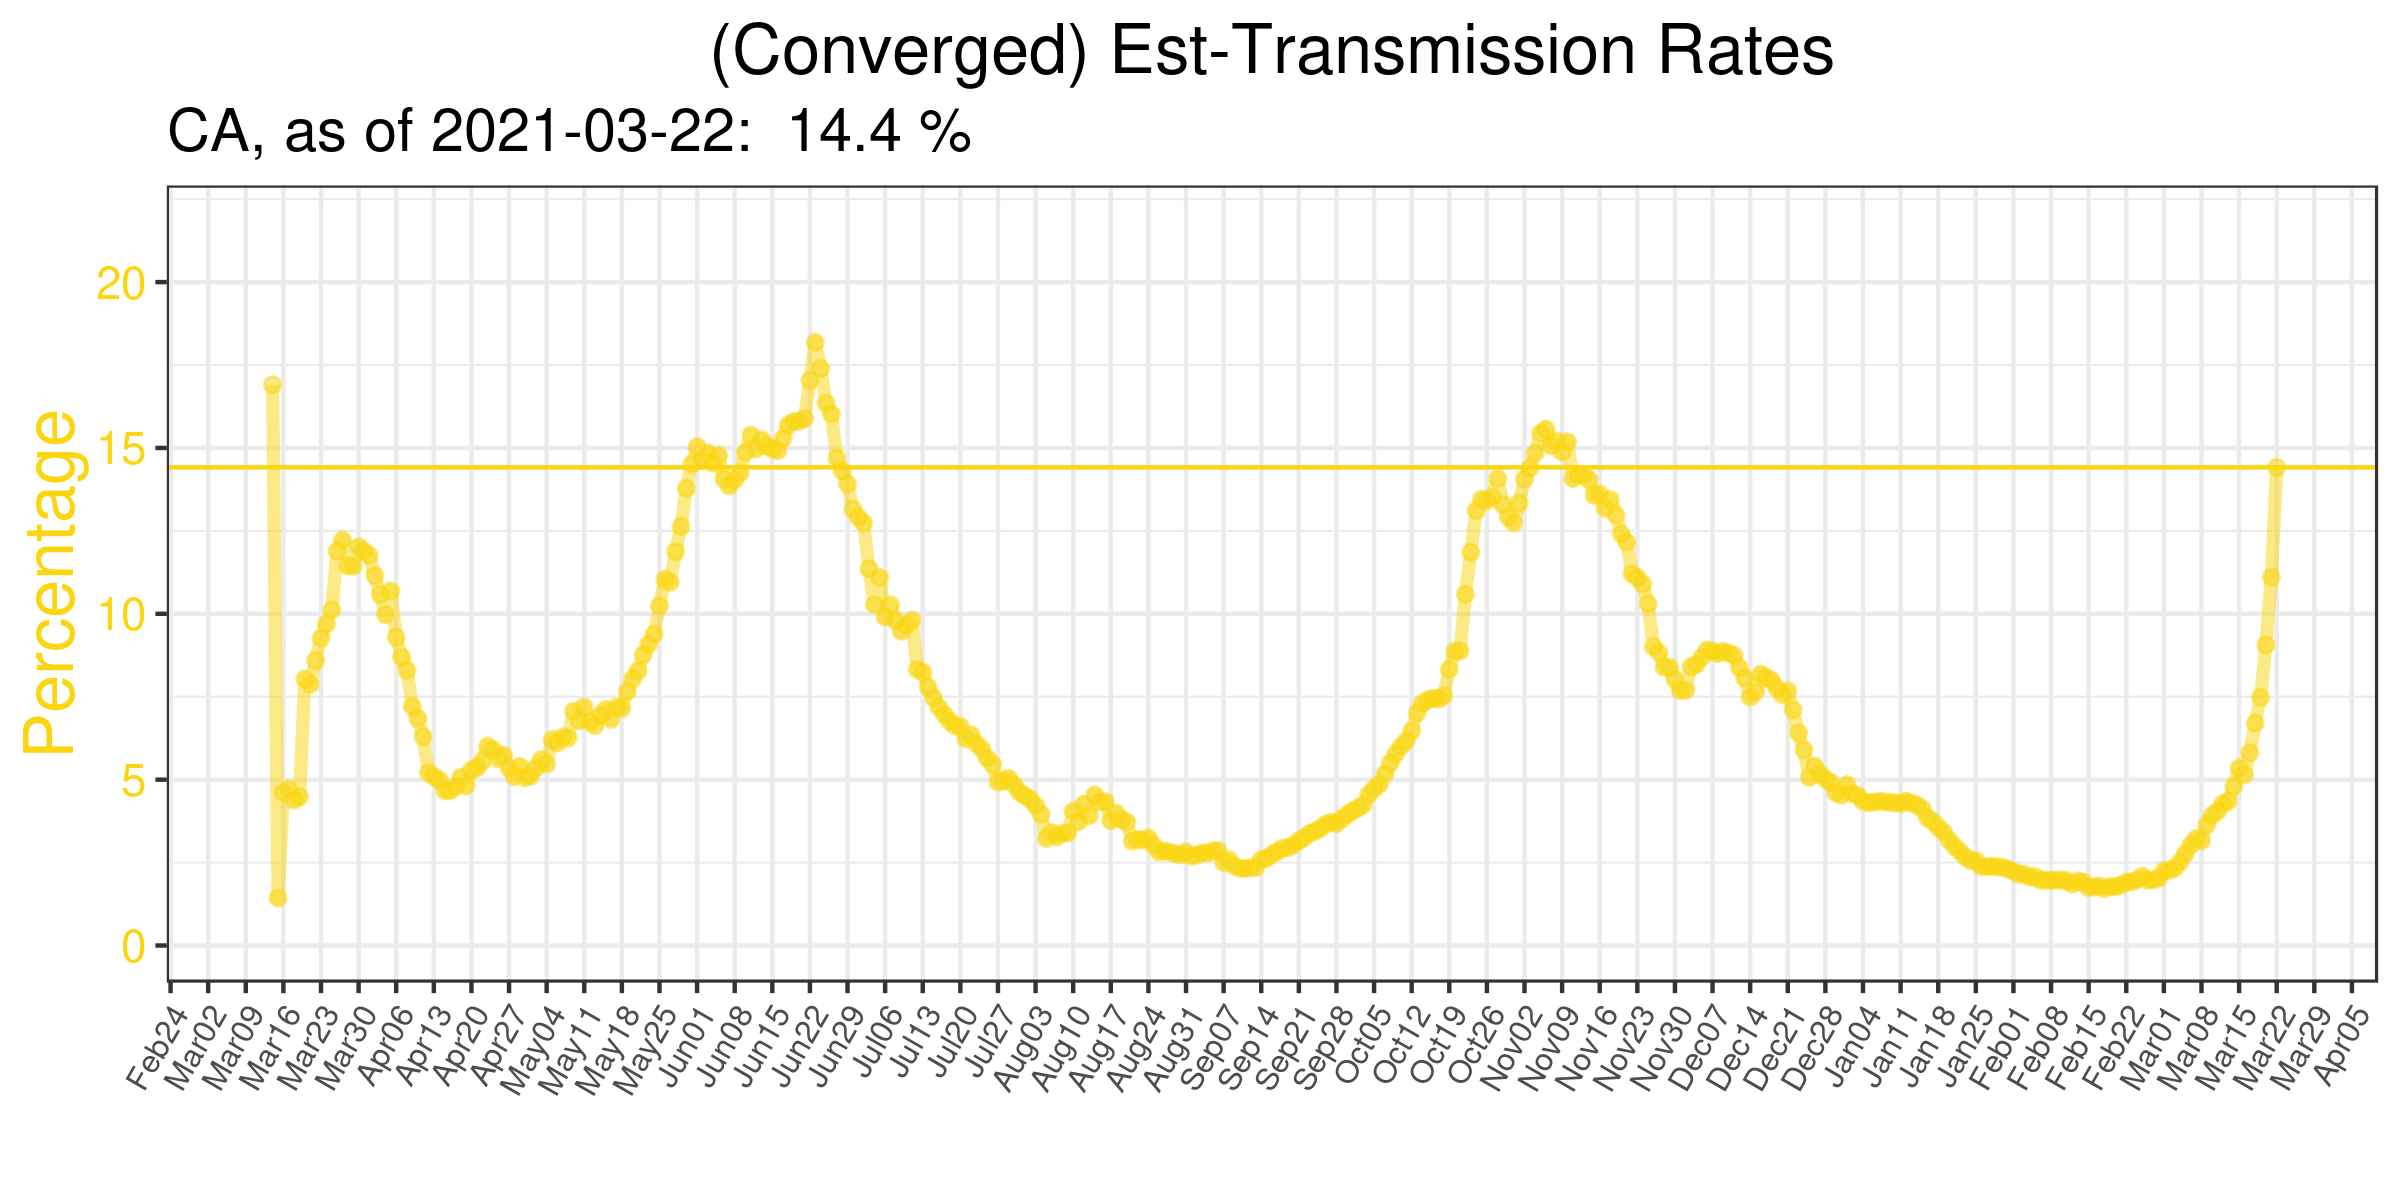 (Converged) Est-Transmission Rates
CA, as of 2021-03-22:  14.4 %
Percentage
20
15
10
5
0
Feb24
Mar02
Mar09
Mar16
Mar23
Mar30
Apr06
Apr13
Apr20
Apr27
May04
May11
May18
May25
Jun01
Jun08
Jun15
Jun22
Jun29
Jul06
Jul13
Jul20
Jul27
Aug03
Aug10
Aug17
Aug24
Aug31
Sep07
Sep14
Sep21
Sep28
Oct05
Oct12
Oct19
Oct26
Nov02
Nov09
Nov16
Nov23
Nov30
Dec07
Dec14
Dec21
Dec28
Jan04
Jan11
Jan18
Jan25
Feb01
Feb08
Feb15
Feb22
Mar01
Mar08
Mar15
Mar22
Mar29
Apr05